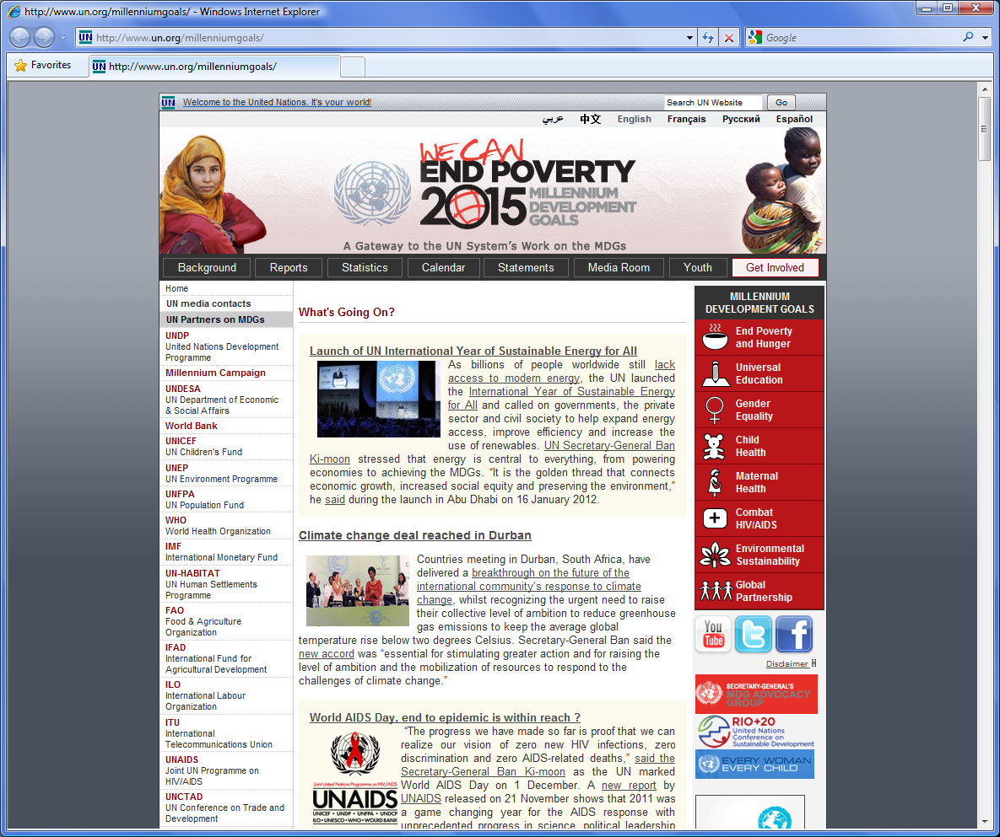 http://www.un.org/millenniumgoals/ - Windows Internet Explorer
http://www.un.org/millenniumgoals/
Google
Favorites
http://www.un.org/millenniumgoals/
UN Welcome to the United Nations. It's your world!
Search UN Website Go
عربي 中文 English Français Русский Español
WE CAN
END POVERTY
2015 MILLENNIUM
DEVELOPMENT
GOALS
A Gateway to the UN System's Work on the MDGs
Background Reports Statistics Calendar Statements Media Room Youth Get Involved
Home
UN media contacts
UN Partners on MDGs
UNDP
United Nations Development
Programme
Millennium Campaign
UNDESA
UN Department of Economic
& Social Affairs
World Bank
UNICEF
UN Children's Fund
UNEP
UN Environment Programme
UNFPA
UN Population Fund
WHO
World Health Organization
IMF
International Monetary Fund
UN-HABITAT
UN Human Settlements
Programme
FAO
Food & Agriculture
Organization
IFAD
International Fund for
Agricultural Development
ILO
International Labour
Organization
ITU
International
Telecommunications Union
UNAIDS
Joint UN Programme on
HIV/AIDS
UNCTAD
UN Conference on Trade and
Development
What's Going On?
Launch of UN International Year of Sustainable Energy for All
As billions of people worldwide still lack
access to modern energy, the UN launched
the International Year of Sustainable Energy
for All and called on governments, the private
sector and civil society to help expand energy
access, improve efficiency and increase the
use of renewables. UN Secretary-General Ban
Ki-moon stressed that energy is central to everything, from powering
economies to achieving the MDGs. “It is the golden thread that connects
economic growth, increased social equity and preserving the environment,”
he said during the launch in Abu Dhabi on 16 January 2012.
Climate change deal reached in Durban
Countries meeting in Durban, South Africa, have
delivered a breakthrough on the future of the
international community's response to climate
change, whilst recognizing the urgent need to raise
their collective level of ambition to reduce greenhouse
gas emissions to keep the average global
temperature rise below two degrees Celsius. Secretary-General Ban said the
new accord was “essential for stimulating greater action and for raising the
level of ambition and the mobilization of resources to respond to the
challenges of climate change.”
World AIDS Day, end to epidemic is within reach ?
“The progress we have made so far is proof that we can
realize our vision of zero new HIV infections, zero
discrimination and zero AIDS-related deaths,” said the
Secretary-General Ban Ki-moon as the UN marked
World AIDS Day on 1 December. A new report by
UNAIDS released on 21 November shows that 2011 was
a game changing year for the AIDS response with
unprecedented progress in science, political leadership
Joint United Nations Programme on HIV/AIDS
UNAIDS
UNICEF • UNDP • UNFPA • UNDCP
ILO • UNESCO • WHO • WORLD BANK
MILLENNIUM
DEVELOPMENT GOALS
End Poverty
and Hunger
Universal
Education
Gender
Equality
Child
Health
Maternal
Health
Combat
HIV/AIDS
Environmental
Sustainability
Global
Partnership
You
Tube
Disclaimer
SECRETARY-GENERAL'S
MDG ADVOCACY
GROUP
RIO+20
United Nations
Conference on
Sustainable Development
EVERY WOMAN
EVERY CHILD